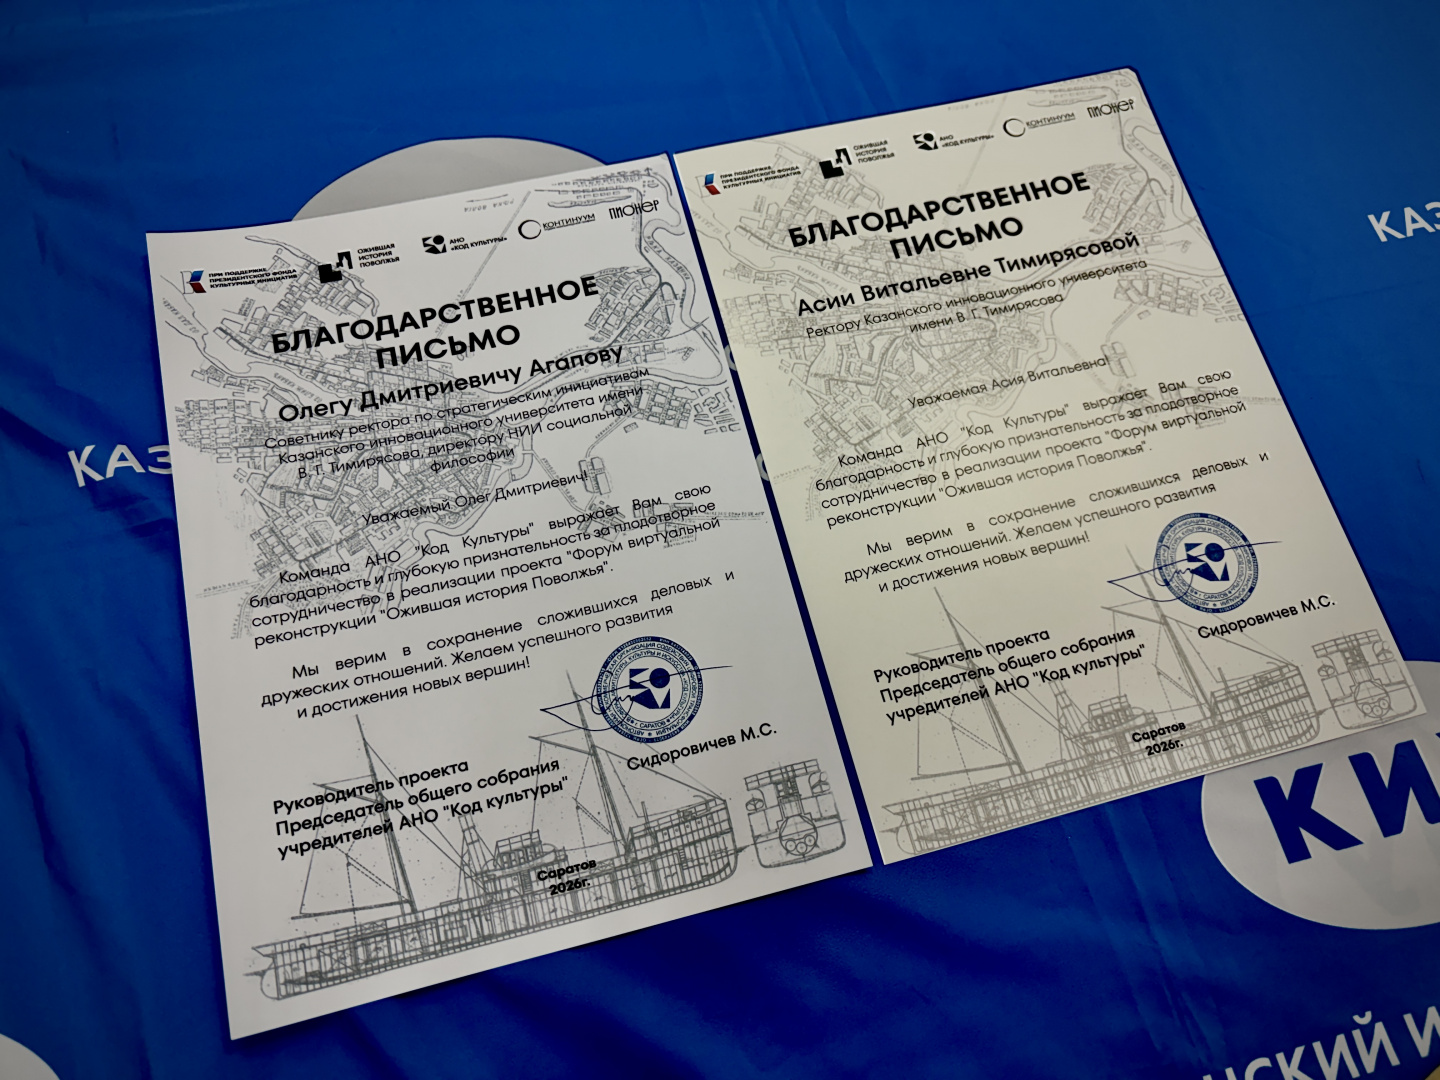 ПРИ ПОДДЕРЖКЕ
ПРЕЗИДЕНТСКОГО ФОНДА
КУЛЬТУРНЫХ ИНИЦИАТИВ
ОЖИВШАЯ
ИСТОРИЯ
ПОВОЛЖЬЯ
АНО
«КОД КУЛЬТУРЫ»
КОНТИНУУМ
ПИОНЕР
БЛАГОДАРСТВЕННОЕ
ПИСЬМО
Олегу Дмитриевичу Агапову
Советнику ректора по стратегическим инициативам
Казанского инновационного университета имени
В. Г. Тимирясова, директору НИИ социальной
философии
Уважаемый Олег Дмитриевич!
Команда АНО "Код Культуры" выражает Вам свою
благодарность и глубокую признательность за плодотворное
сотрудничество в реализации проекта "Форум виртуальной
реконструкции "Ожившая история Поволжья".
Мы верим в сохранение сложившихся деловых и
дружеских отношений. Желаем успешного развития
и достижения новых вершин!
Руководитель проекта
Председатель общего собрания
учредителей АНО "Код культуры"
Сидоровичев М.С.
Саратов
2026г.
ПРИ ПОДДЕРЖКЕ
ПРЕЗИДЕНТСКОГО ФОНДА
КУЛЬТУРНЫХ ИНИЦИАТИВ
ОЖИВШАЯ
ИСТОРИЯ
ПОВОЛЖЬЯ
АНО
«КОД КУЛЬТУРЫ»
КОНТИНУУМ
ПИОНЕР
БЛАГОДАРСТВЕННОЕ
ПИСЬМО
Асии Витальевне Тимирясовой
Ректору Казанского инновационного университета
имени В. Г. Тимирясова
Уважаемая Асия Витальевна!
Команда АНО "Код Культуры" выражает Вам свою
благодарность и глубокую признательность за плодотворное
сотрудничество в реализации проекта "Форум виртуальной
реконструкции "Ожившая история Поволжья".
Мы верим в сохранение сложившихся деловых и
дружеских отношений. Желаем успешного развития
и достижения новых вершин!
Руководитель проекта
Председатель общего собрания
учредителей АНО "Код культуры"
Сидоровичев М.С.
Саратов
2026г.
КАЗ
КАЗ
КИ
НСКИЙ И